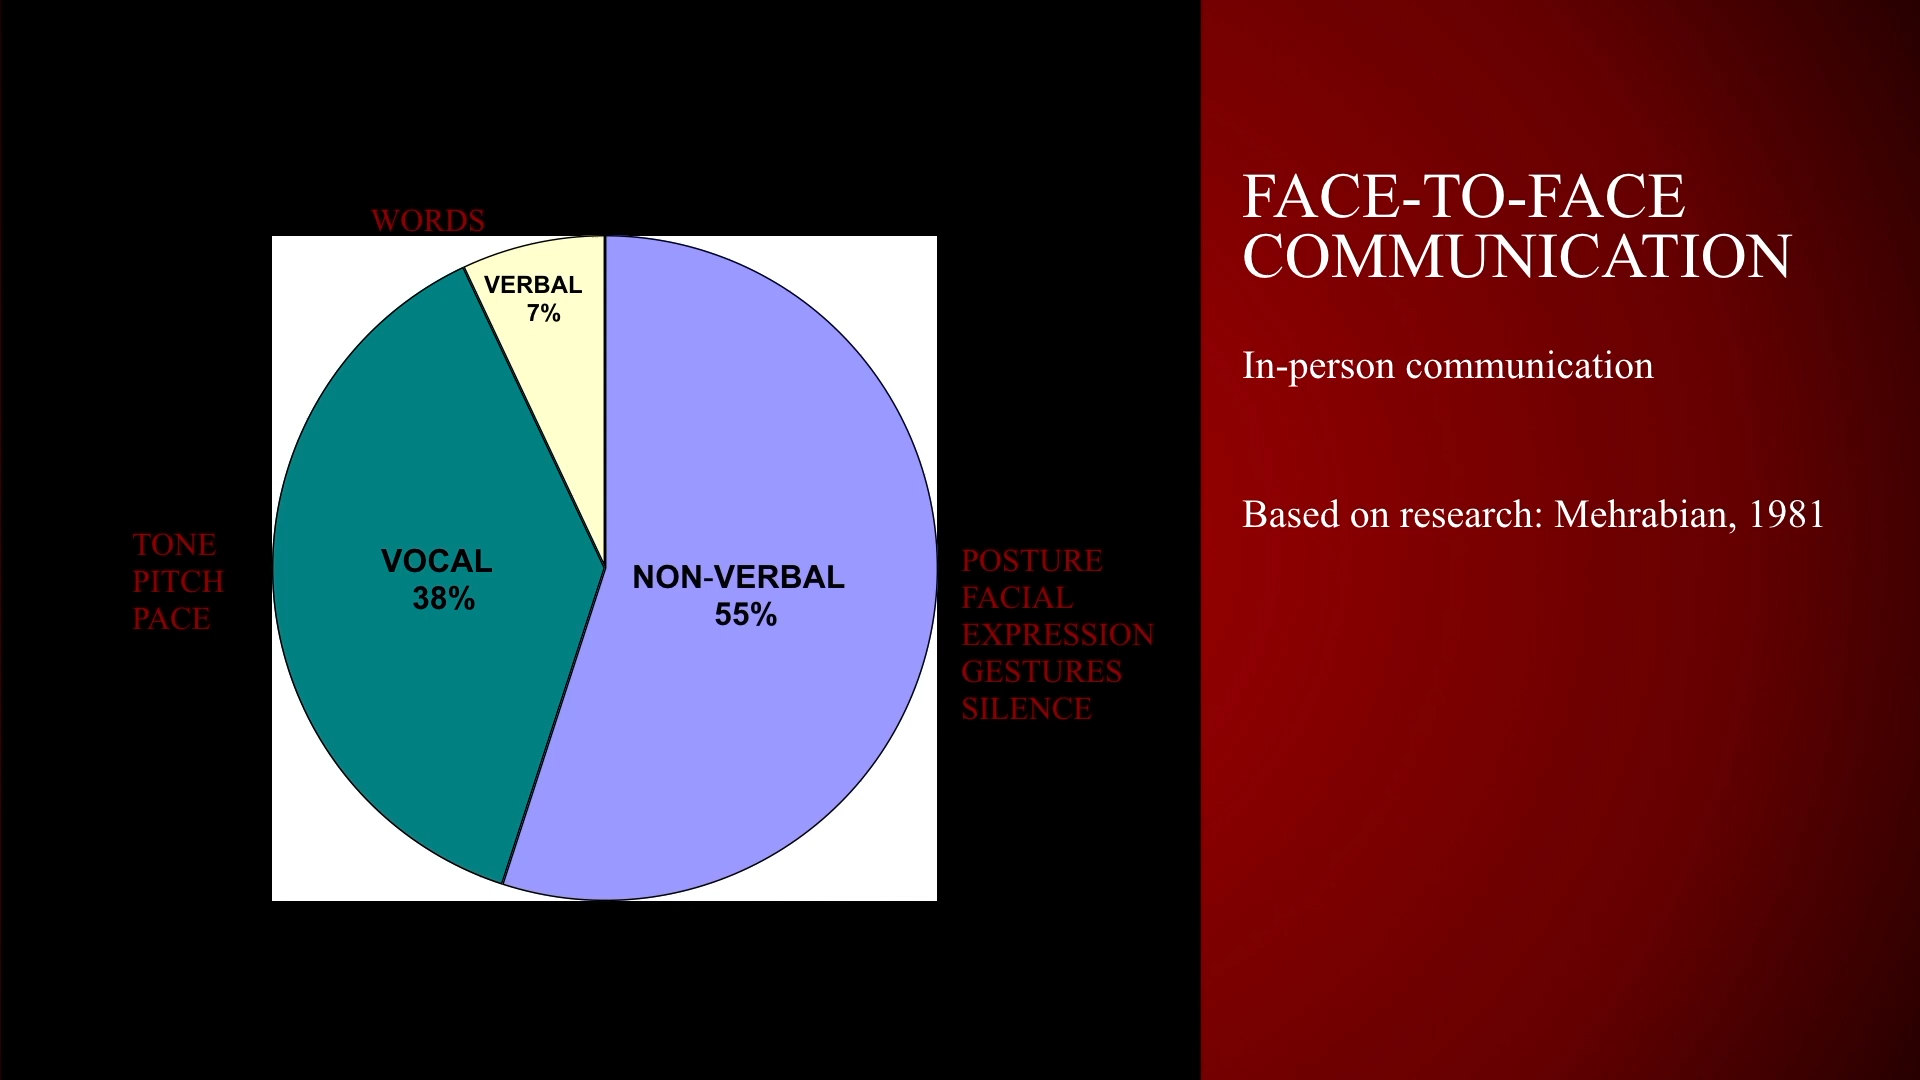 WORDS
VERBAL
7%
VOCAL
38%
NON-VERBAL
55%
TONE
PITCH
PACE
POSTURE
FACIAL
EXPRESSION
GESTURES
SILENCE
FACE-TO-FACE
COMMUNICATION
In-person communication
Based on research: Mehrabian, 1981